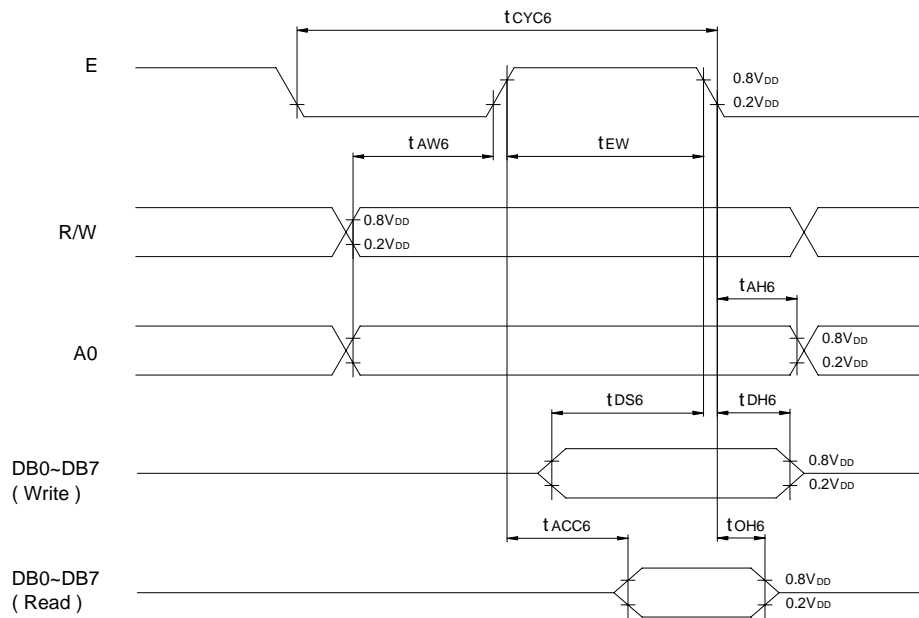 tCYC6
E
0.8VDD
0.2VDD
tAW6
tEW
R/W
0.8VDD
0.2VDD
tAH6
A0
0.8VDD
0.2VDD
tDS6
tDH6
DB0~DB7
( Write )
0.8VDD
0.2VDD
tACC6
tOH6
DB0~DB7
( Read )
0.8VDD
0.2VDD